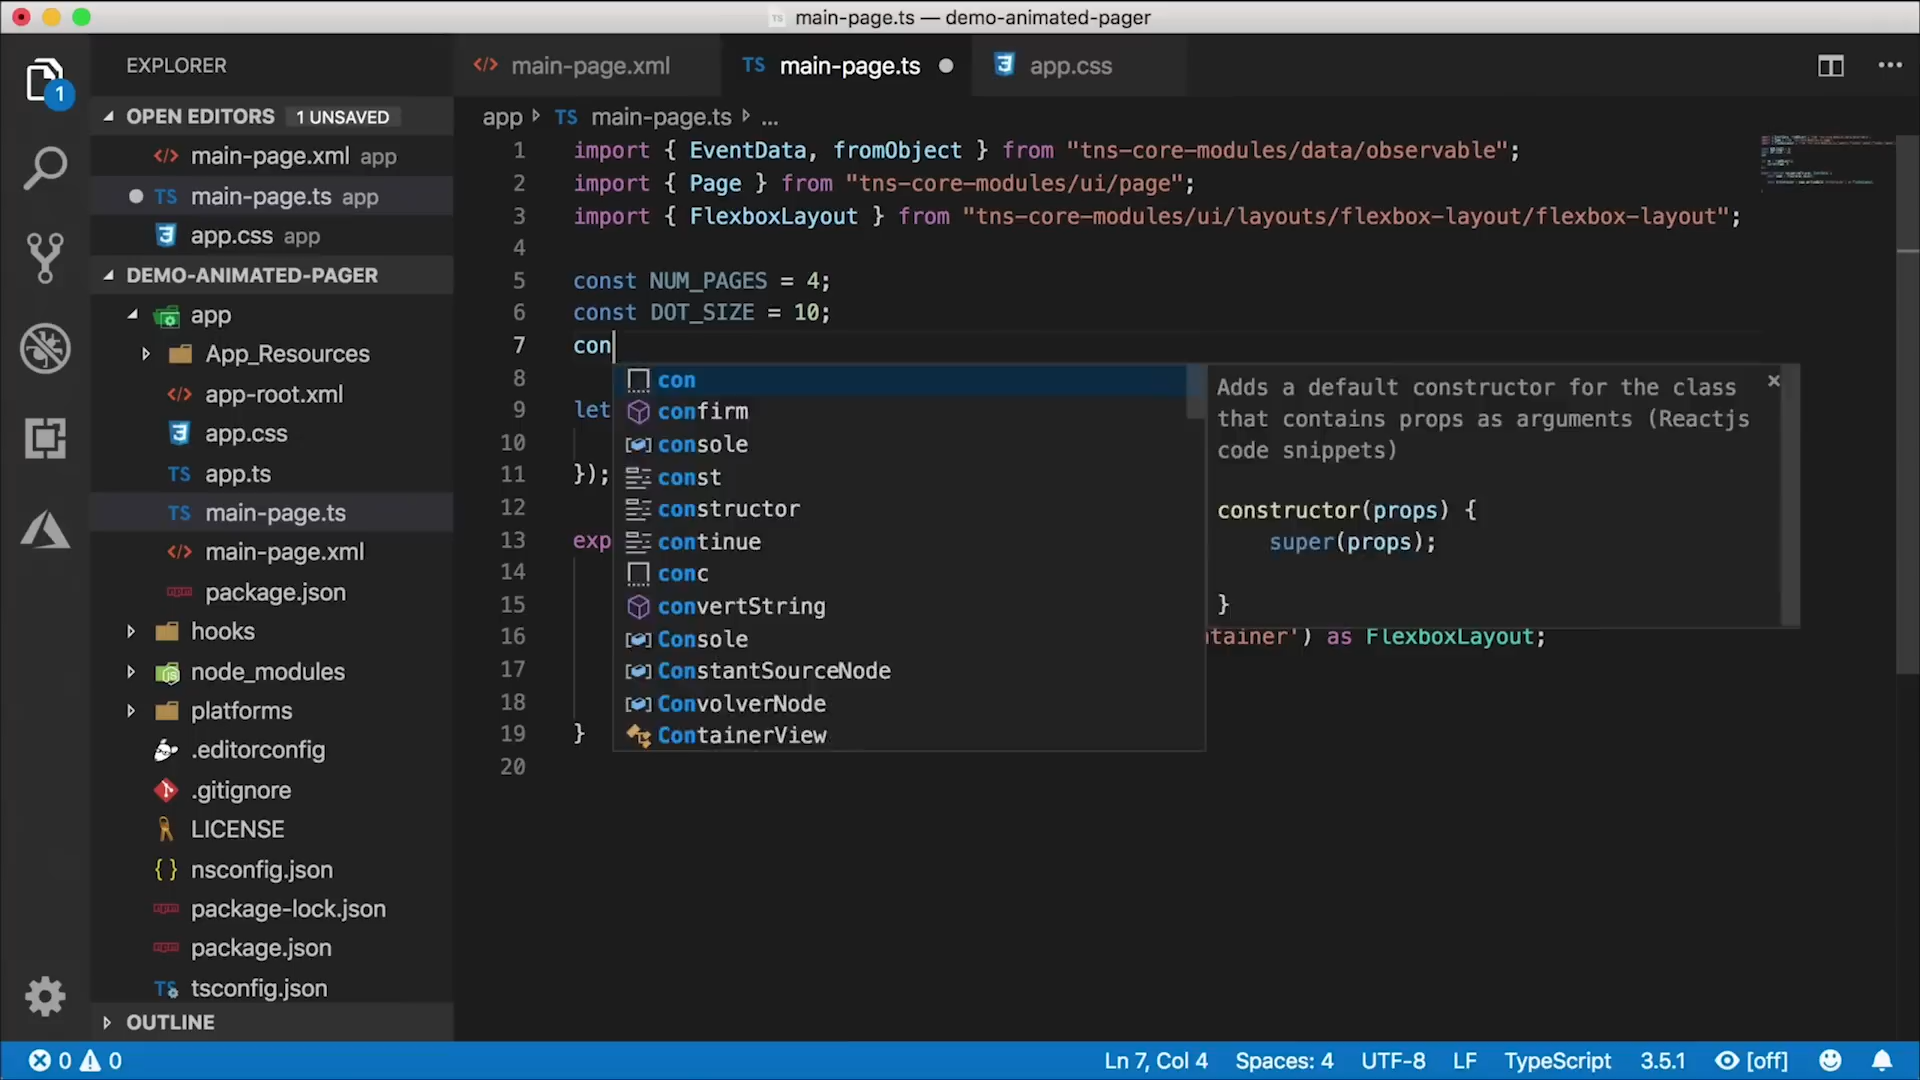 main-page.ts — demo-animated-pager
EXPLORER
1
OPEN EDITORS 1 UNSAVED
main-page.xml app
TS main-page.ts app
app.css app
DEMO-ANIMATED-PAGER
app
App_Resources
app-root.xml
app.css
TS app.ts
TS main-page.ts
main-page.xml
package.json
hooks
node_modules
platforms
.editorconfig
.gitignore
LICENSE
nsconfig.json
package-lock.json
package.json
TS tsconfig.json
OUTLINE
main-page.xml TS main-page.ts app.css
app TS main-page.ts ...
1 import { EventData, fromObject } from "tns-core-modules/data/observable";
2 import { Page } from "tns-core-modules/ui/page";
3 import { FlexboxLayout } from "tns-core-modules/ui/layouts/flexbox-layout/flexbox-layout";
4
5 const NUM_PAGES = 4;
6 const DOT_SIZE = 10;
7 con
8
9 let
10
11 });
12
13 exp
14
15
16 tainer') as FlexboxLayout;
17
18
19 }
20
con
confirm
console
const
constructor
continue
conc
convertString
Console
ConstantSourceNode
ConvolverNode
ContainerView
Adds a default constructor for the class
that contains props as arguments (Reactjs
code snippets)
constructor(props) {
super(props);
}
0 0 Ln 7, Col 4 Spaces: 4 UTF-8 LF TypeScript 3.5.1 [off]